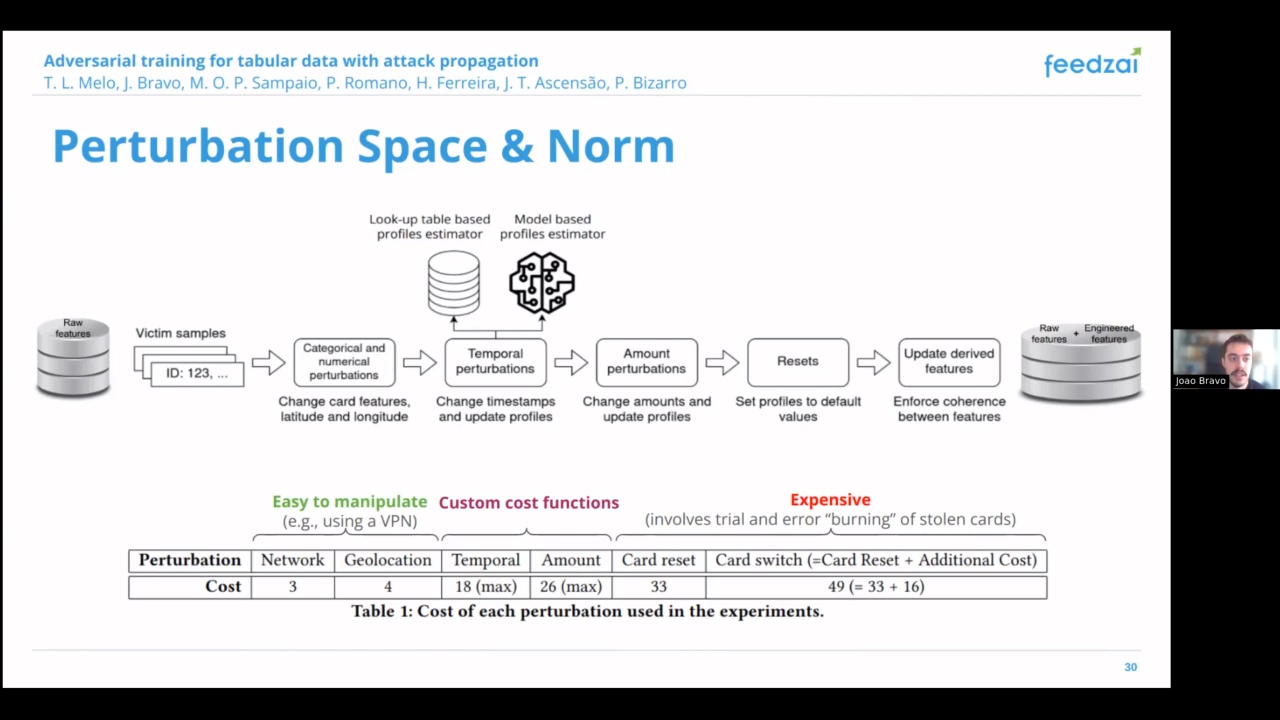 Adversarial training for tabular data with attack propagation
T. L. Melo, J. Bravo, M. O. P. Sampaio, P. Romano, H. Ferreira, J. T. Ascensão, P. Bizarro
feedzai
Perturbation Space & Norm
Look-up table based
profiles estimator
Model based
profiles estimator
Raw
features
Victim samples
ID: 123, ...
Categorical and
numerical
perturbations
Change card features,
latitude and longitude
Temporal
perturbations
Change timestamps
and update profiles
Amount
perturbations
Change amounts and
update profiles
Resets
Set profiles to default
values
Update derived
features
Enforce coherence
between features
Raw
features
+
Engineered
features
Joao Bravo
Easy to manipulate
(e.g., using a VPN)
Custom cost functions
Expensive
(involves trial and error “burning” of stolen cards)
Perturbation Network Geolocation Temporal Amount Card reset Card switch (=Card Reset + Additional Cost)
Cost 3 4 18 (max) 26 (max) 33 49 (= 33 + 16)
Table 1: Cost of each perturbation used in the experiments.
30